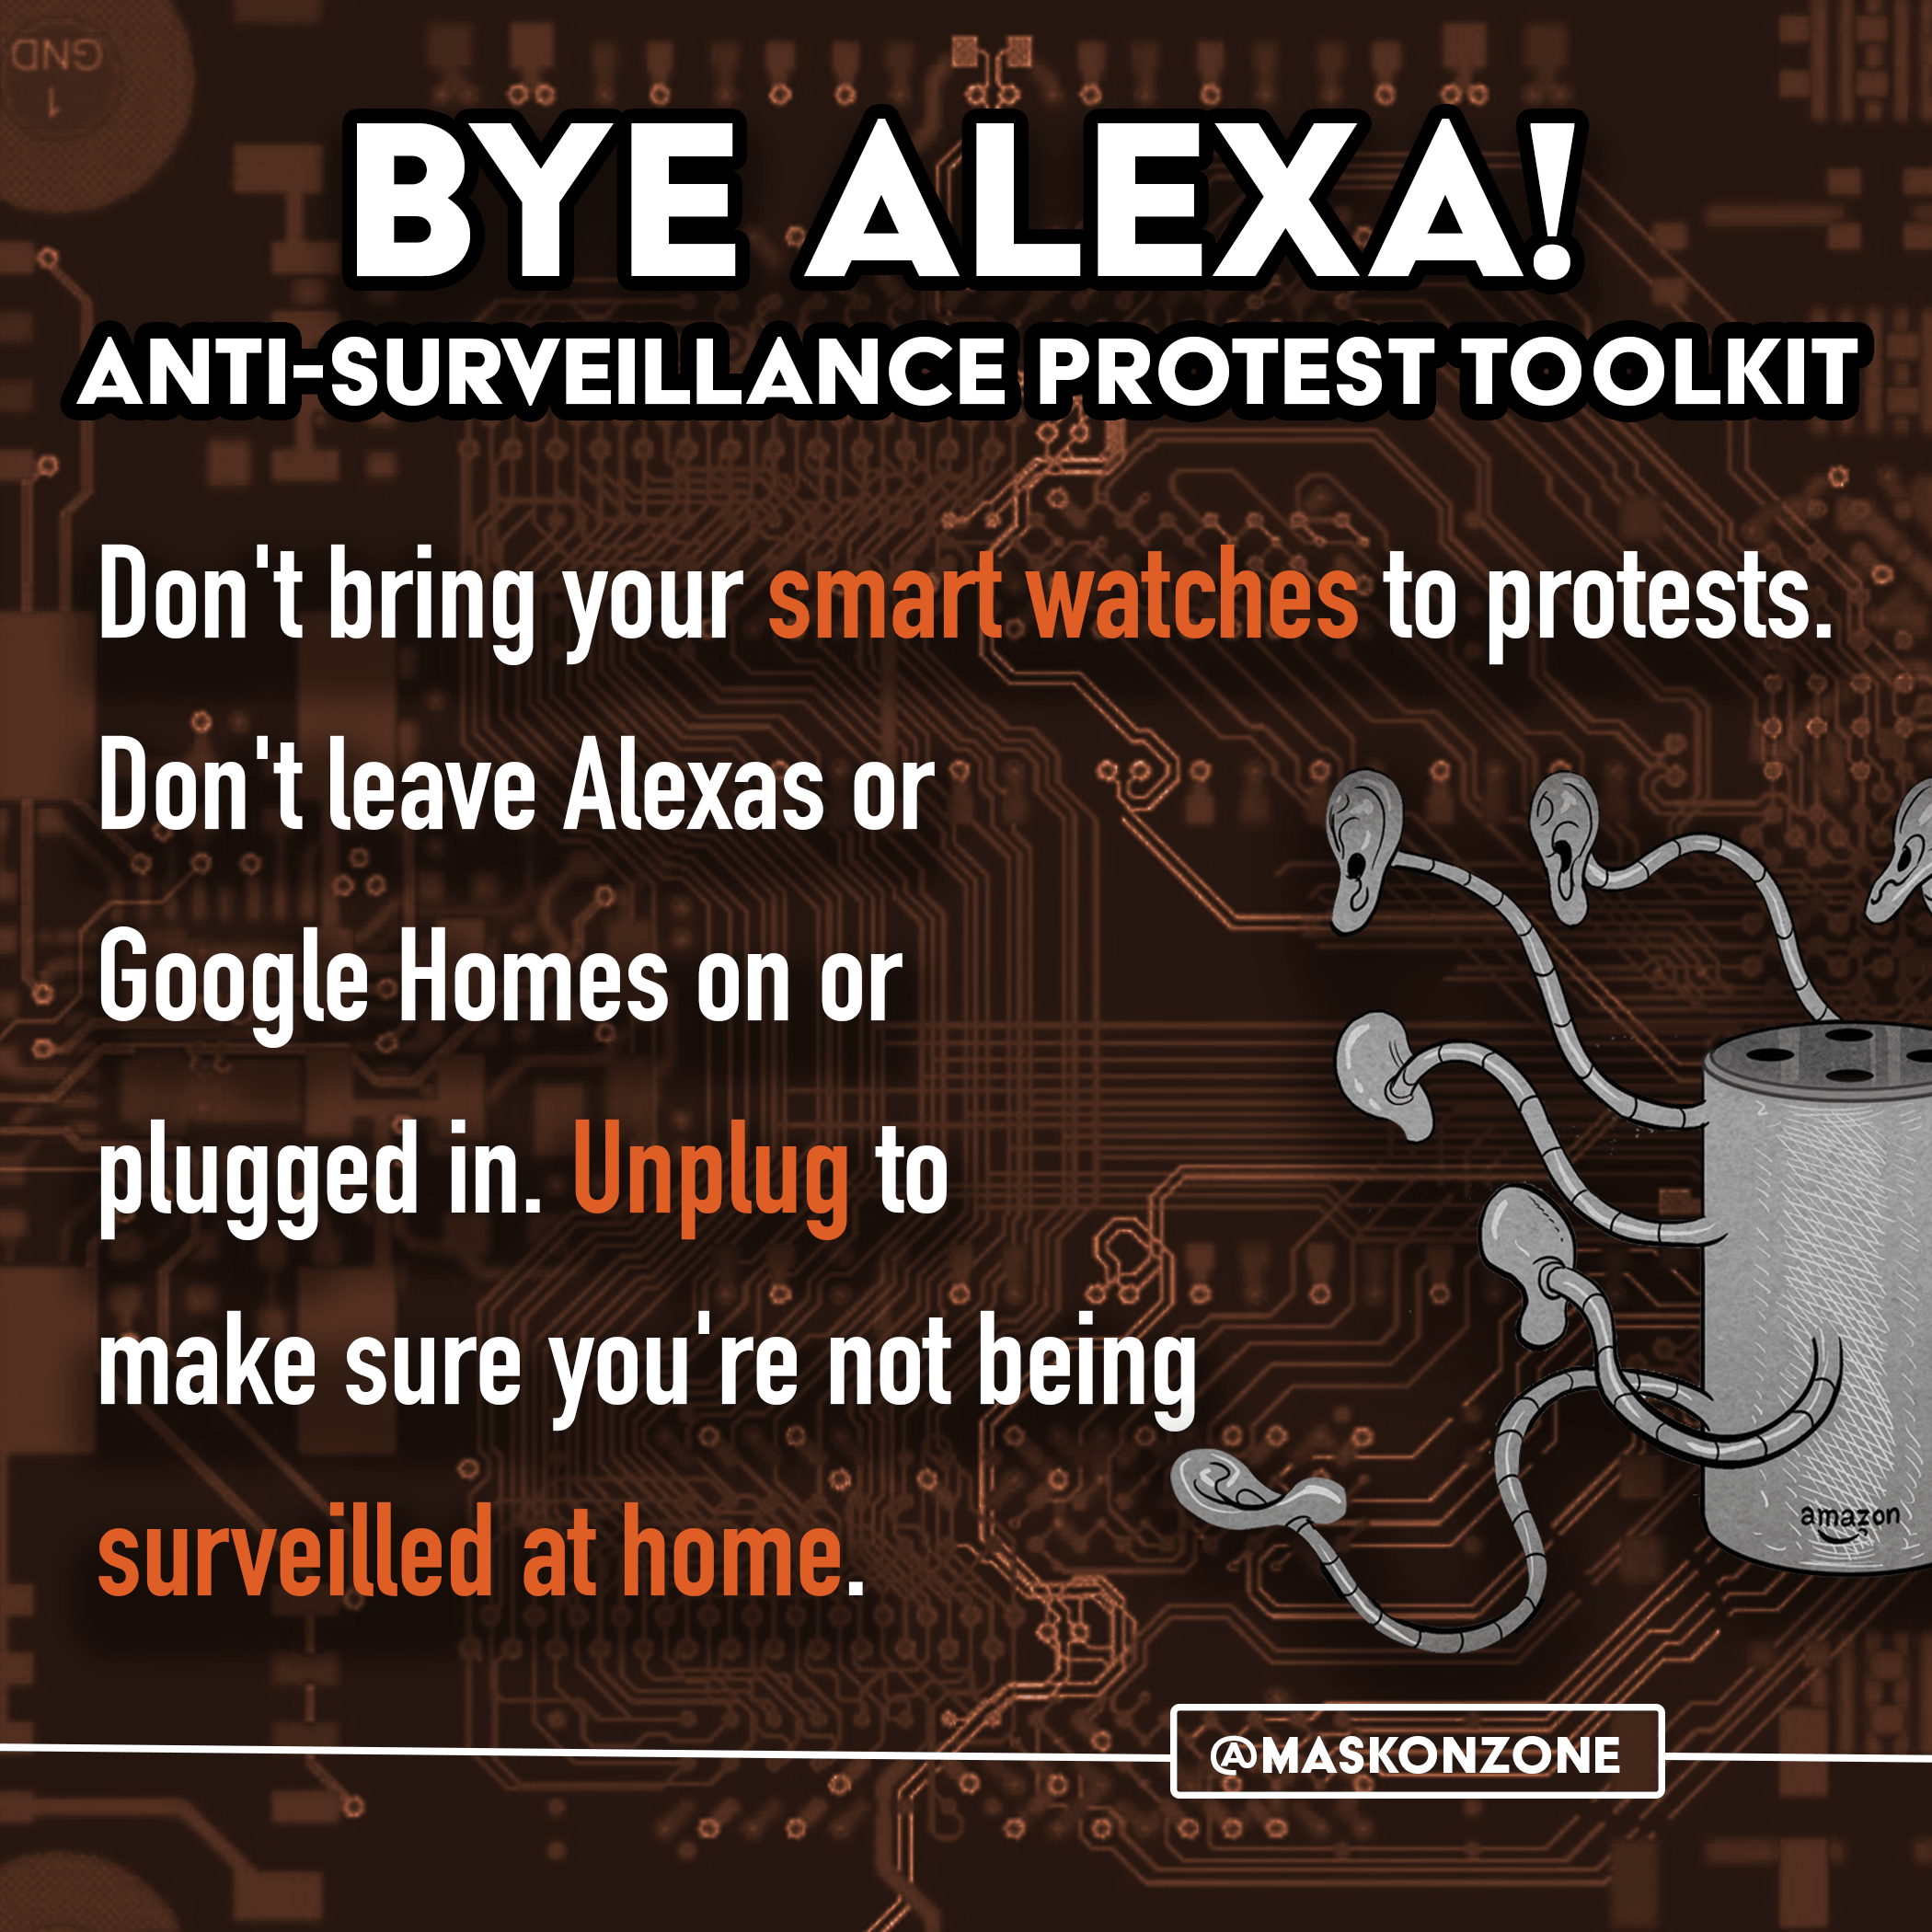 GND
1
BYE ALEXA!
ANTI-SURVEILLANCE PROTEST TOOLKIT
Don't bring your smart watches to protests.
Don't leave Alexas or
Google Homes on or
plugged in. Unplug to
make sure you're not being
surveilled at home.
amazon
@MASKONZONE